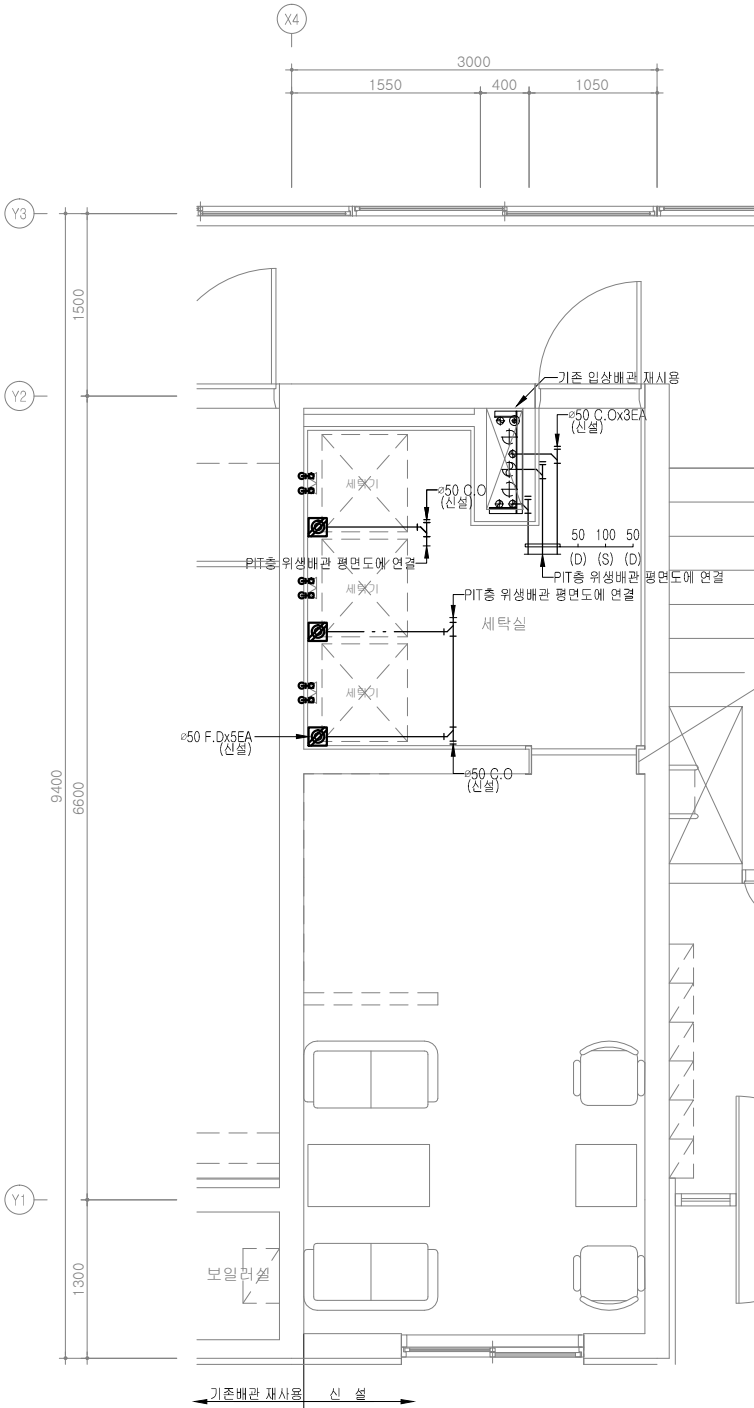 X4
3000
1550 400 1050
Y3
1500
Y2
기존 입상배관 재사용
⌀50 C.Ox3EA
(신설)
세탁기
⌀50 C.O
(신설)
50 100 50
(D) (S) (D)
PIT층 위생배관 평면도에 연결
PIT층 위생배관 평면도에 연결
세탁기
PIT층 위생배관 평면도에 연결
세탁실
세탁기
⌀50 F.Dx5EA
(신설)
⌀50 C.O
(신설)
9400
6600
Y1
1300
보일러실
기존배관 재사용 신 설